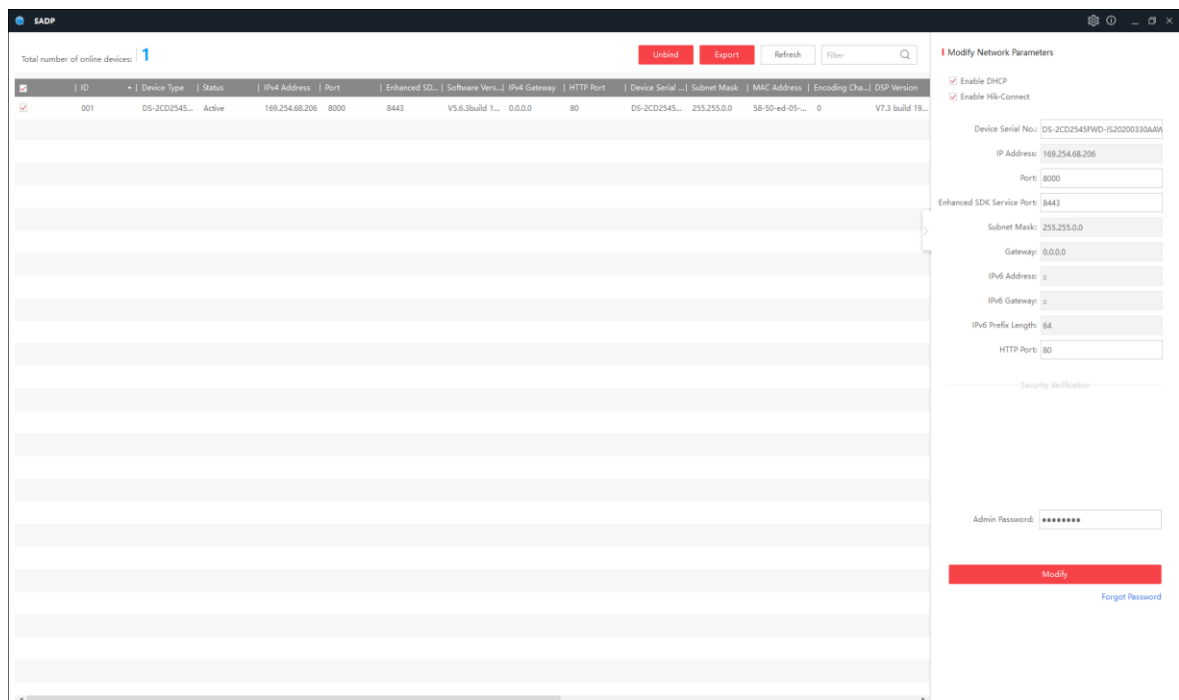 SADP
Total number of online devices: 1
Unbind Export Refresh Filter
ID Device Type Status IPv4 Address Port Enhanced SD... Software Vers... IPv4 Gateway HTTP Port Device Serial ... Subnet Mask MAC Address Encoding Cha... DSP Version
001 DS-2CD2545... Active 169.254.68.206 8000 8443 V5.6.3build 1... 0.0.0.0 80 DS-2CD2545... 255.255.0.0 58-50-ed-05-... 0 V7.3 build 19...
Modify Network Parameters
Enable DHCP
Enable Hik-Connect
Device Serial No.: DS-2CD2545FWD-IS20200330AAW
IP Address: 169.254.68.206
Port: 8000
Enhanced SDK Service Port: 8443
Subnet Mask: 255.255.0.0
Gateway: 0.0.0.0
IPv6 Address: ::
IPv6 Gateway: ::
IPv6 Prefix Length: 64
HTTP Port: 80
Security Verification
Admin Password: ●●●●●●●●
Modify
Forgot Password